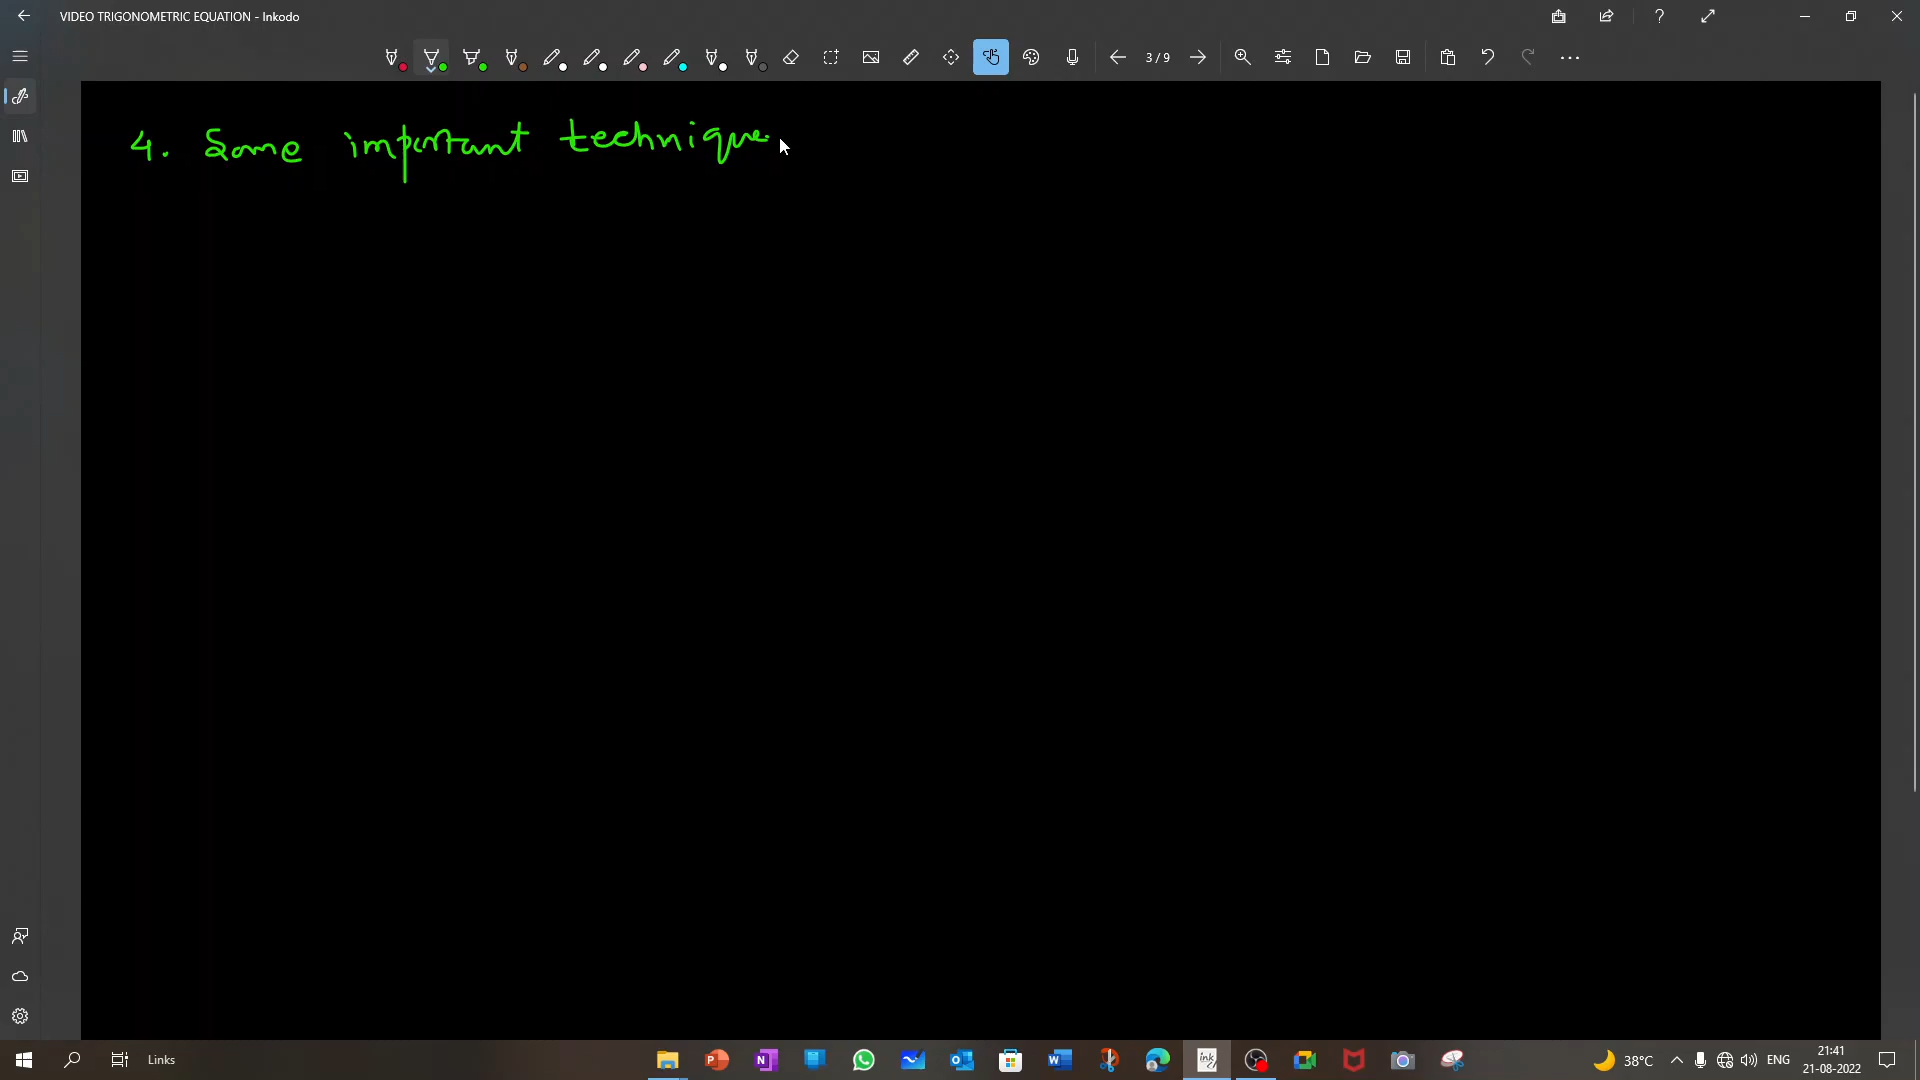 VIDEO TRIGONOMETRIC EQUATION - Inkodo
3 / 9
4. Some important technique
Links
38°C
ENG
21:41
21-08-2022